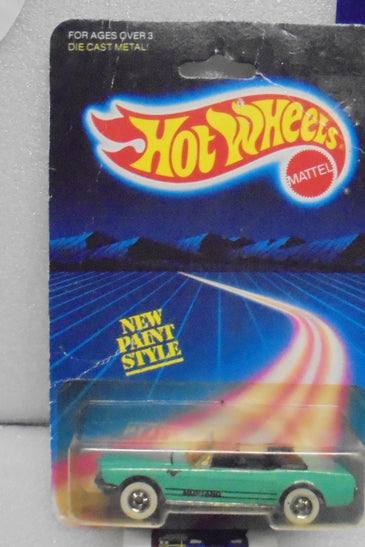 FOR AGES OVER 3
DIE CAST METAL!
HOT WHEELS
MATTEL
NEW
PAINT
STYLE
MUSTANG